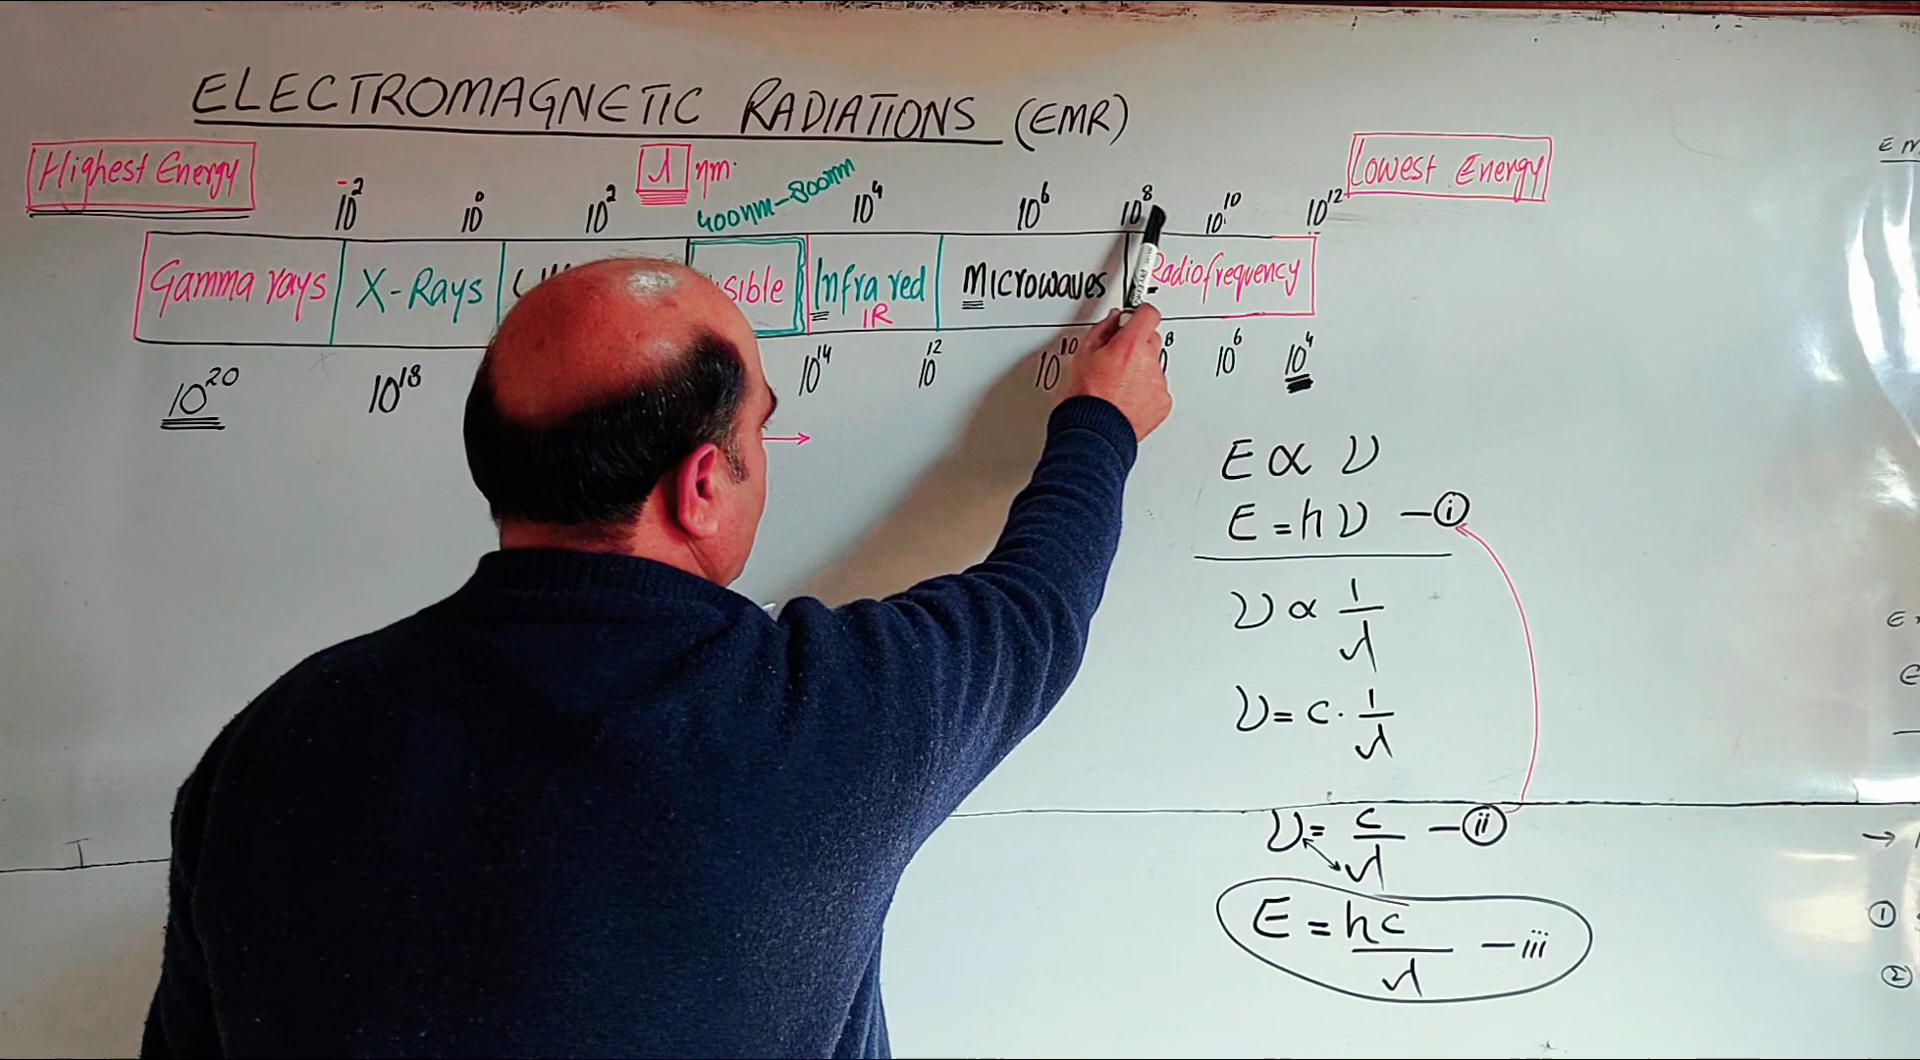 ELECTROMAGNETIC RADIATIONS (EMR)
Highest Energy
λ nm.
Lowest Energy
400nm-800nm
10⁻² 10⁰ 10² 10⁴ 10⁶ 10⁸ 10¹⁰ 10¹²
Gamma rays X-Rays Infra red Microwaves Radiofrequency
IR
10²⁰ 10¹⁸ 10¹⁴ 10¹² 10¹⁰ 10⁶ 10⁴
E ∝ ν
E = hν - (i)
ν ∝ 1/λ
ν = c · 1/λ
ν = c/λ - (ii)
E = hc/λ - iii
①
②